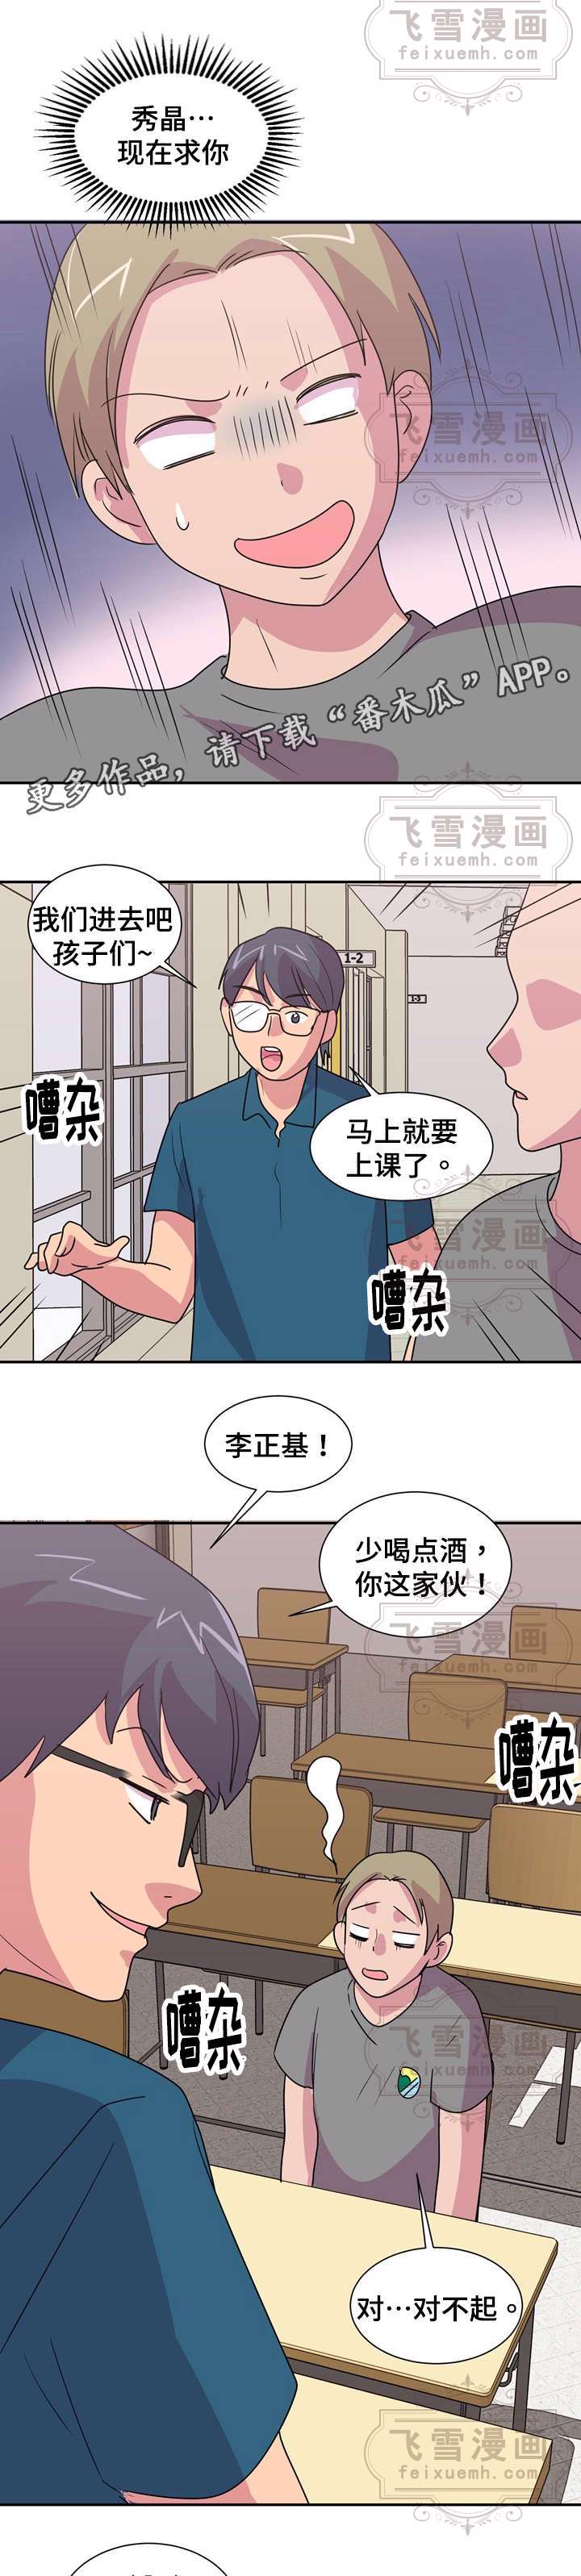 飞雪漫画
feixuemh.com
秀晶…
现在求你
飞雪漫画
feixuemh.com
更多作品，请下载“番木瓜”APP。
飞雪漫画
feixuemh.com
我们进去吧
孩子们~
1-2
1-3
嘈杂
马上就要
上课了。
飞雪漫画
feixuemh.com
嘈杂
李正基！
少喝点酒，
你这家伙！
飞雪漫画
feixuemh.com
嘈杂
嘈杂
飞雪漫画
feixuemh.com
对…对不起。
飞雪漫画
feixuemh.com